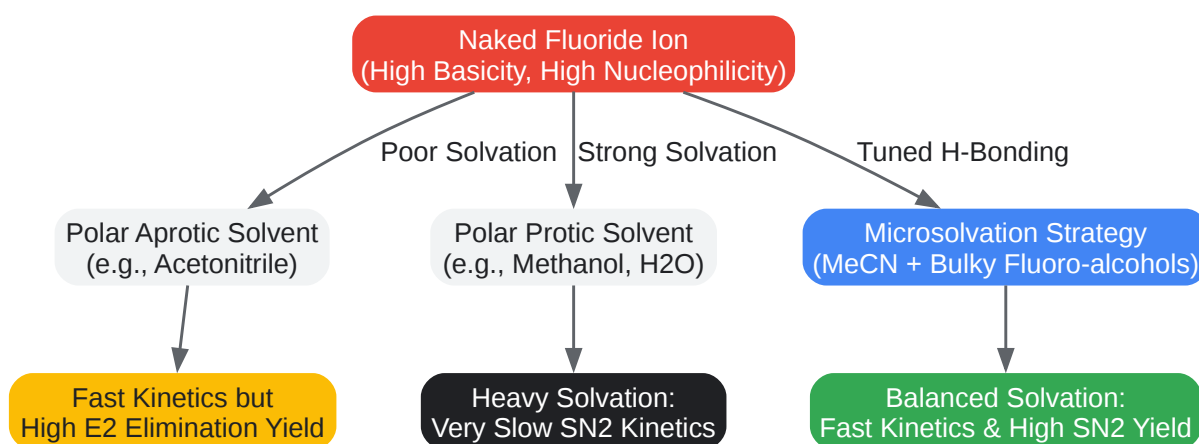 Naked Fluoride Ion
(High Basicity, High Nucleophilicity)
Poor Solvation
Strong Solvation
Tuned H-Bonding
Polar Aprotic Solvent
(e.g., Acetonitrile)
Polar Protic Solvent
(e.g., Methanol, H2O)
Microsolvation Strategy
(MeCN + Bulky Fluoro-alcohols)
Fast Kinetics but
High E2 Elimination Yield
Heavy Solvation:
Very Slow SN2 Kinetics
Balanced Solvation:
Fast Kinetics & High SN2 Yield